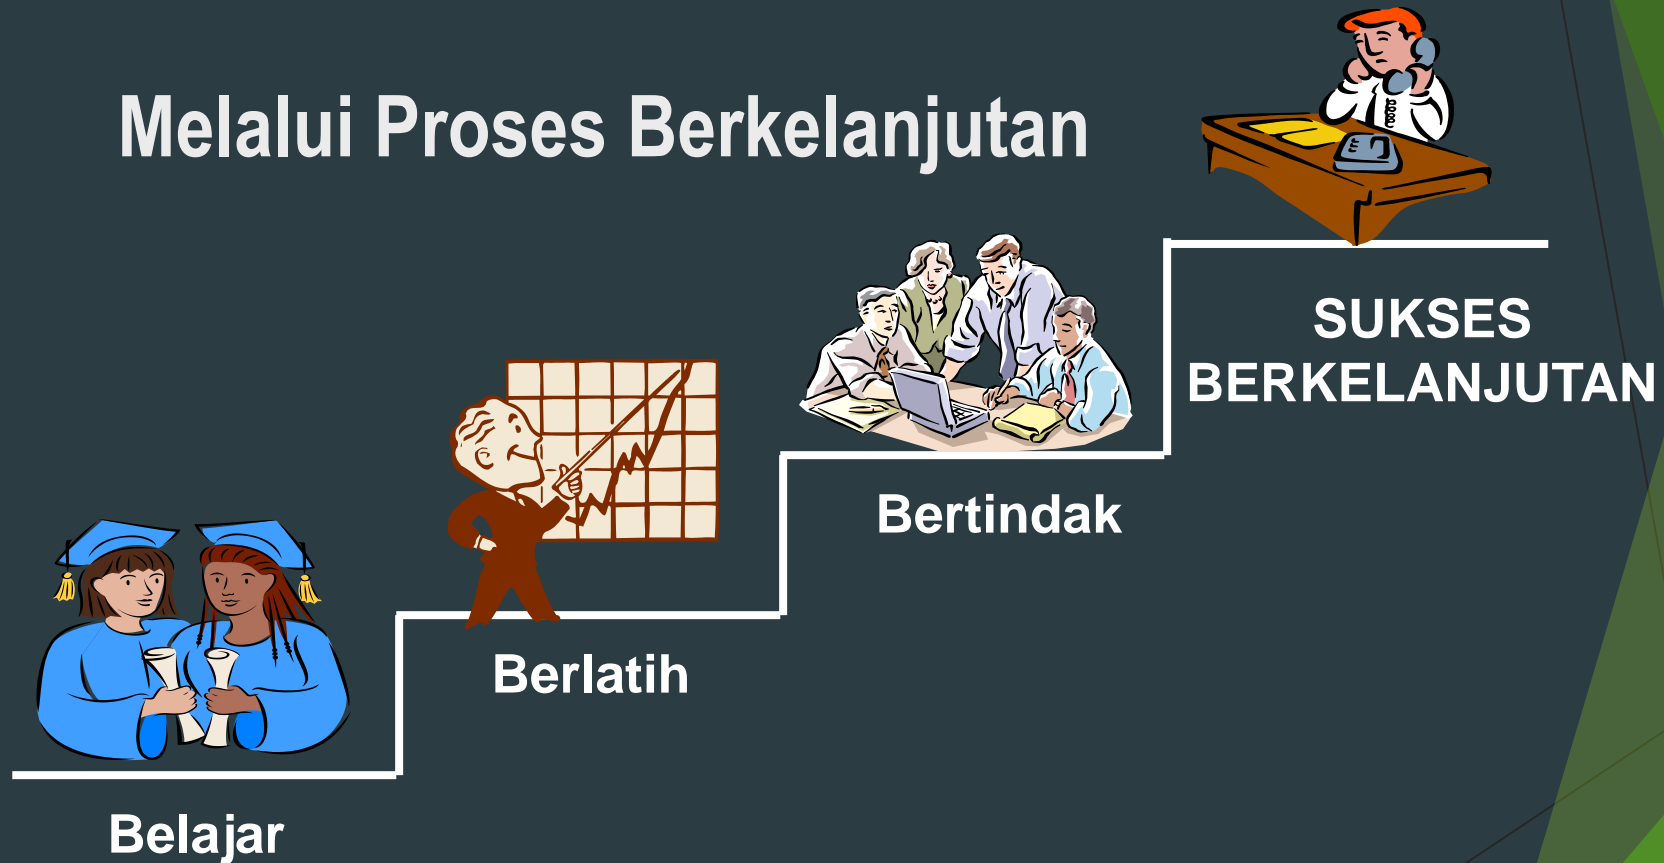 Melalui Proses Berkelanjutan
SUKSES
BERKELANJUTAN
Bertindak
Berlatih
Belajar